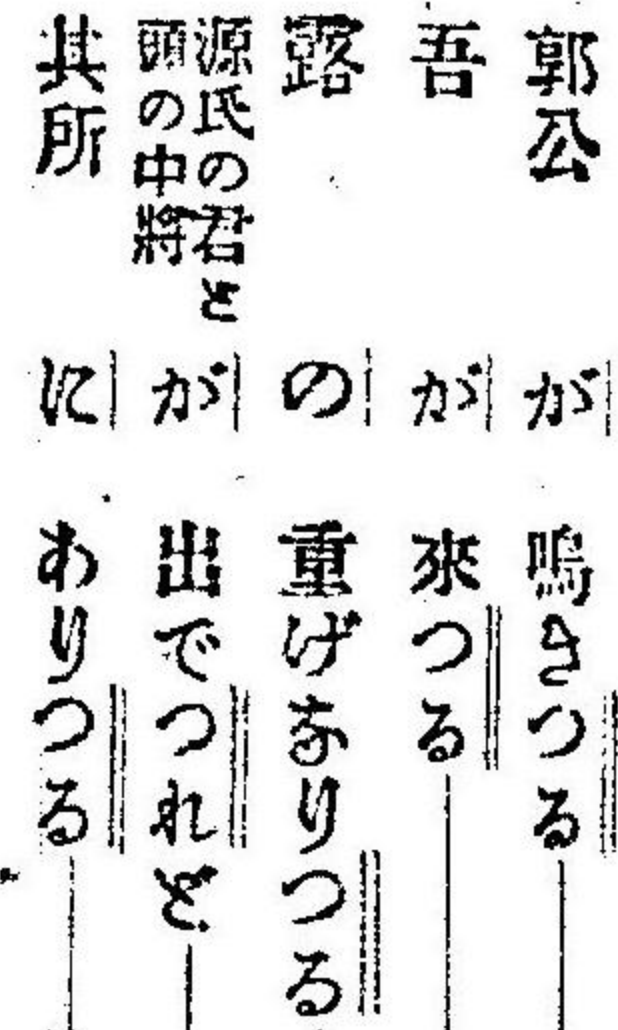 郭公が鳴きつる
吾が來つる
露の重げなりつる
源氏の君と
頭の中將が出でつれど
其所にありつる